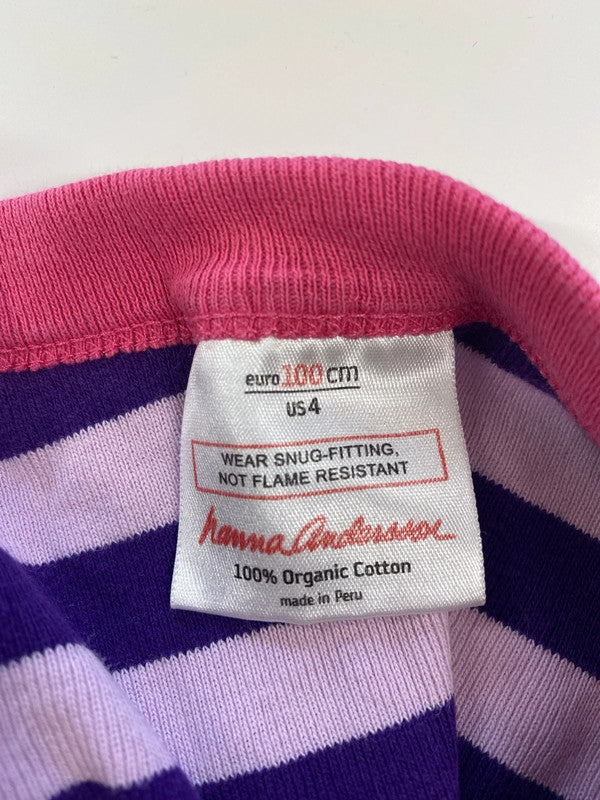 euro 100 cm
US 4
WEAR SNUG-FITTING,
NOT FLAME RESISTANT
hanna andersson
100% Organic Cotton
made in Peru